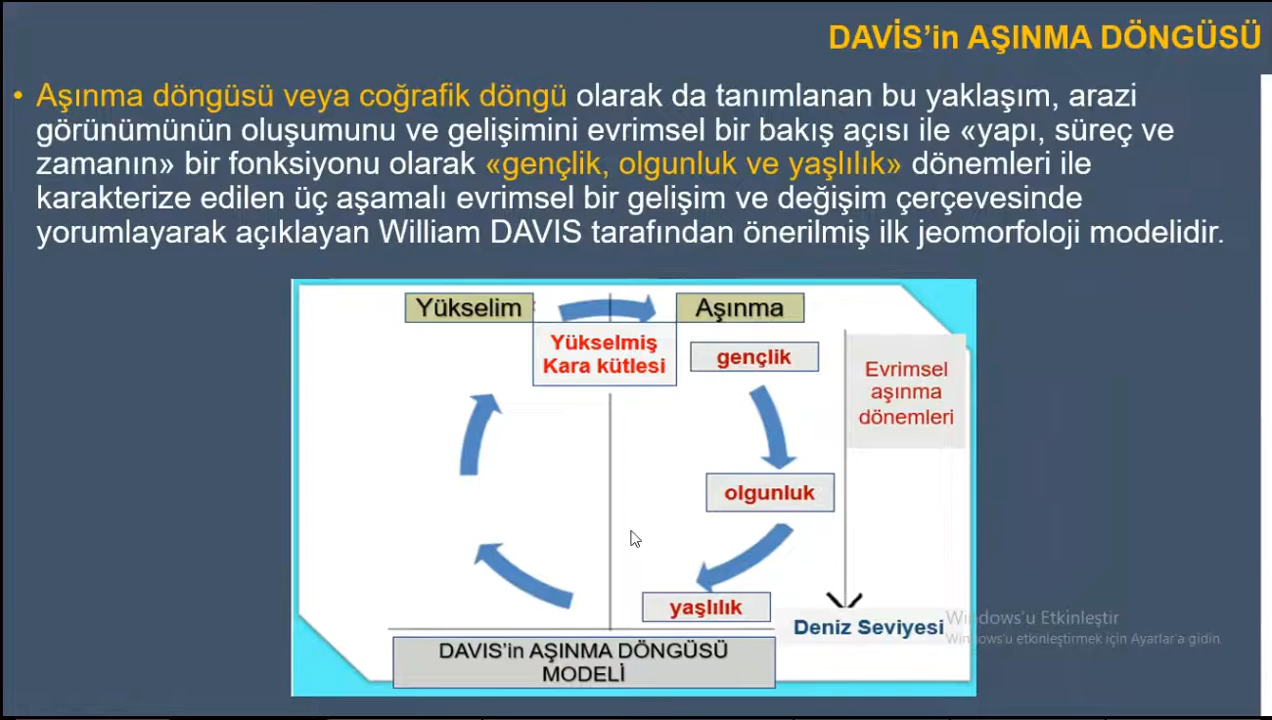 DAVİS’in AŞINMA DÖNGÜSÜ
• Aşınma döngüsü veya coğrafik döngü olarak da tanımlanan bu yaklaşım, arazi
görünümünün oluşumunu ve gelişimini evrimsel bir bakış açısı ile «yapı, süreç ve
zamanın» bir fonksiyonu olarak «gençlik, olgunluk ve yaşlılık» dönemleri ile
karakterize edilen üç aşamalı evrimsel bir gelişim ve değişim çerçevesinde
yorumlayarak açıklayan William DAVIS tarafından önerilmiş ilk jeomorfoloji modelidir.
Yükselim
Aşınma
Yükselmiş
Kara kütlesi
gençlik
Evrimsel
aşınma
dönemleri
olgunluk
yaşlılık
Deniz Seviyesi
DAVIS’in AŞINMA DÖNGÜSÜ
MODELİ
Windows'u Etkinleştir
Windows'u etkinleştirmek için Ayarlar'a gidin.